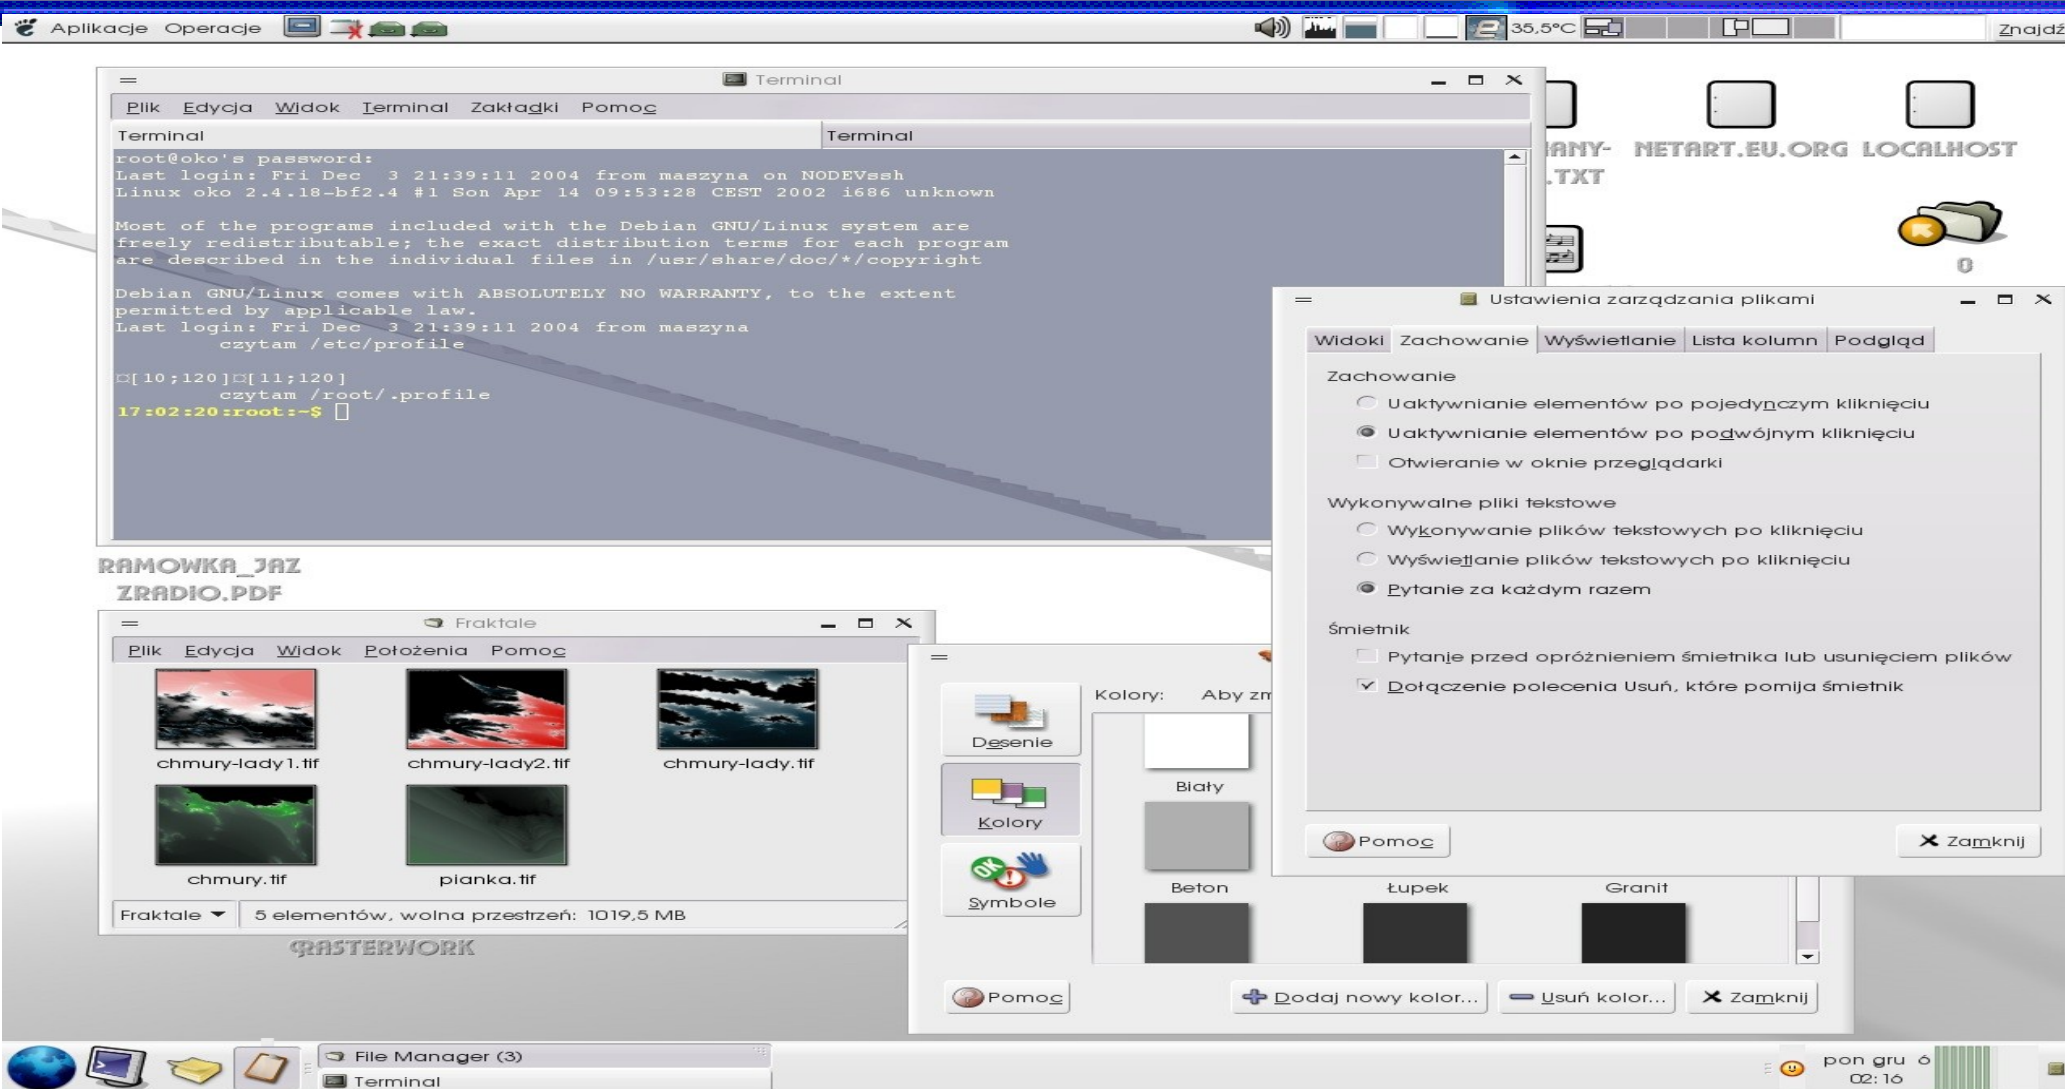 Aplikacje Operacje
35,5°C
Znajdź
Terminal
Plik Edycja Widok Terminal Zakładki Pomoc
Terminal
Terminal
root@oko's password:
Last login: Fri Dec  3 21:39:11 2004 from maszyna on NODEVssh
Linux oko 2.4.18-bf2.4 #1 Son Apr 14 09:53:28 CEST 2002 i686 unknown
Most of the programs included with the Debian GNU/Linux system are
freely redistributable; the exact distribution terms for each program
are described in the individual files in /usr/share/doc/*/copyright
Debian GNU/Linux comes with ABSOLUTELY NO WARRANTY, to the extent
permitted by applicable law.
Last login: Fri Dec  3 21:39:11 2004 from maszyna
czytam /etc/profile
¤[10;120]¤[11;120]
czytam /root/.profile
17:02:20:root:~$
NETART.EU.ORG
LOCALHOST
.TXT
0
RAMOWKA_JAZ
ZRADIO.PDF
Ustawienia zarządzania plikami
Widoki Zachowanie Wyświetlanie Lista kolumn Podgląd
Zachowanie
Uaktywnianie elementów po pojedynczym kliknięciu
Uaktywnianie elementów po podwójnym kliknięciu
Otwieranie w oknie przeglądarki
Wykonywalne pliki tekstowe
Wykonywanie plików tekstowych po kliknięciu
Wyświetlanie plików tekstowych po kliknięciu
Pytanie za każdym razem
Śmietnik
Pytanie przed opróżnieniem śmietnika lub usunięciem plików
Dołączenie polecenia Usuń, które pomija śmietnik
Pomoc
Zamknij
Fraktale
Plik Edycja Widok Położenia Pomoc
chmury-lady1.tif
chmury-lady2.tif
chmury-lady.tif
chmury.tif
pianka.tif
Fraktale
5 elementów, wolna przestrzeń: 1019,5 MB
RASTERWORK
Kolory: Aby
Desenie
Kolory
Symbole
Biały
Beton
Łupek
Granit
Pomoc
Dodaj nowy kolor...
Usuń kolor...
Zamknij
File Manager (3)
Terminal
pon gru 6
02:16